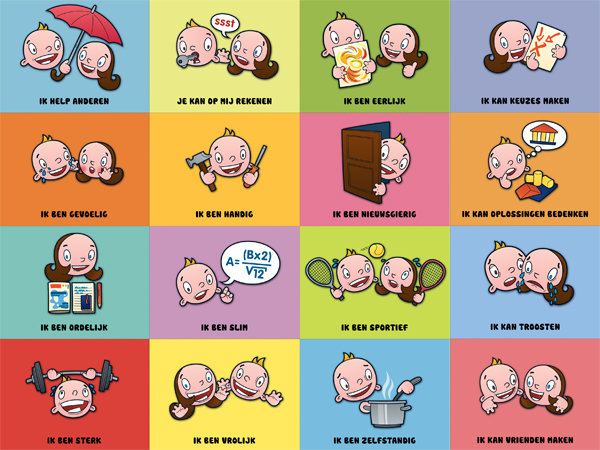 IK HELP ANDEREN
ssst
JE KAN OP MIJ REKENEN
IK BEN EERLIJK
IK KAN KEUZES MAKEN
IK BEN GEVOELIG
IK BEN HANDIG
IK BEN NIEUWSGIERIG
IK KAN OPLOSSINGEN BEDENKEN
IK BEN ORDELIJK
A= (Bx2)
√12
IK BEN SLIM
IK BEN SPORTIEF
IK KAN TROOSTEN
IK BEN STERK
IK BEN VROLIJK
IK BEN ZELFSTANDIG
IK KAN VRIENDEN MAKEN